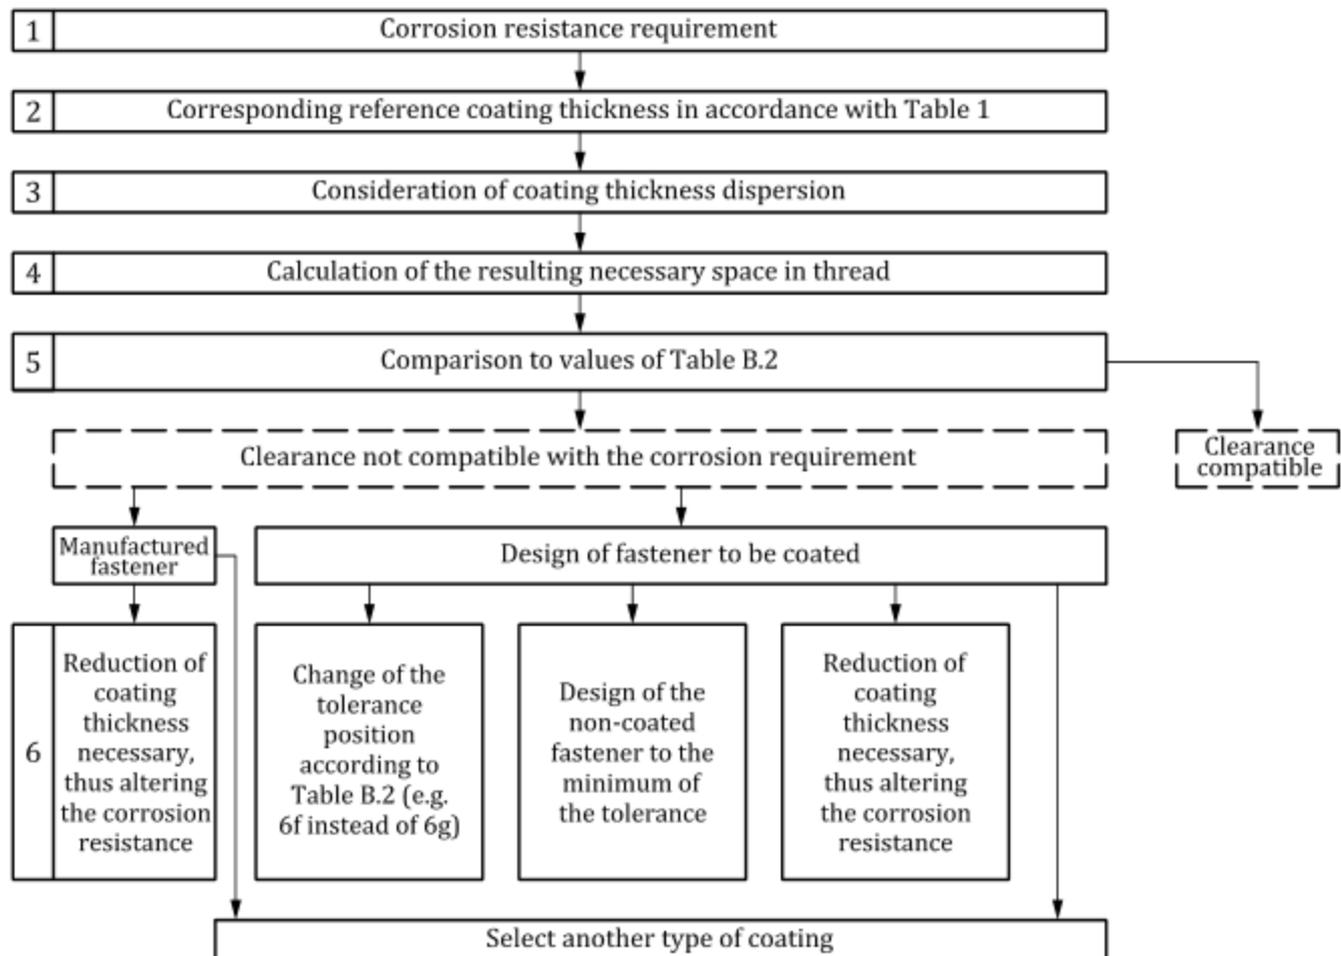 1
Corrosion resistance requirement
2
Corresponding reference coating thickness in accordance with Table 1
3
Consideration of coating thickness dispersion
4
Calculation of the resulting necessary space in thread
5
Comparison to values of Table B.2
Clearance not compatible with the corrosion requirement
Clearance
compatible
Manufactured
fastener
Design of fastener to be coated
6
Reduction of
coating
thickness
necessary,
thus altering
the corrosion
resistance
Change of the
tolerance
position
according to
Table B.2 (e.g.
6f instead of 6g)
Design of the
non-coated
fastener to the
minimum of
the tolerance
Reduction of
coating
thickness
necessary,
thus altering
the corrosion
resistance
Select another type of coating